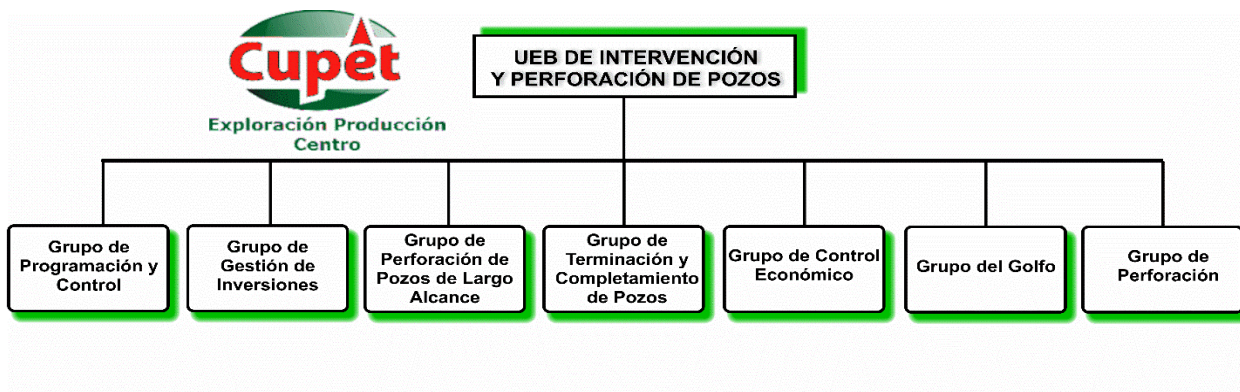 Cupet
Exploración Producción
Centro
UEB DE INTERVENCIÓN
Y PERFORACIÓN DE POZOS
Grupo de
Programación y
Control
Grupo de
Gestión de
Inversiones
Grupo de
Perforación de
Pozos de Largo
Alcance
Grupo de
Terminación y
Completamiento
de Pozos
Grupo de Control
Económico
Grupo del Golfo
Grupo de
Perforación